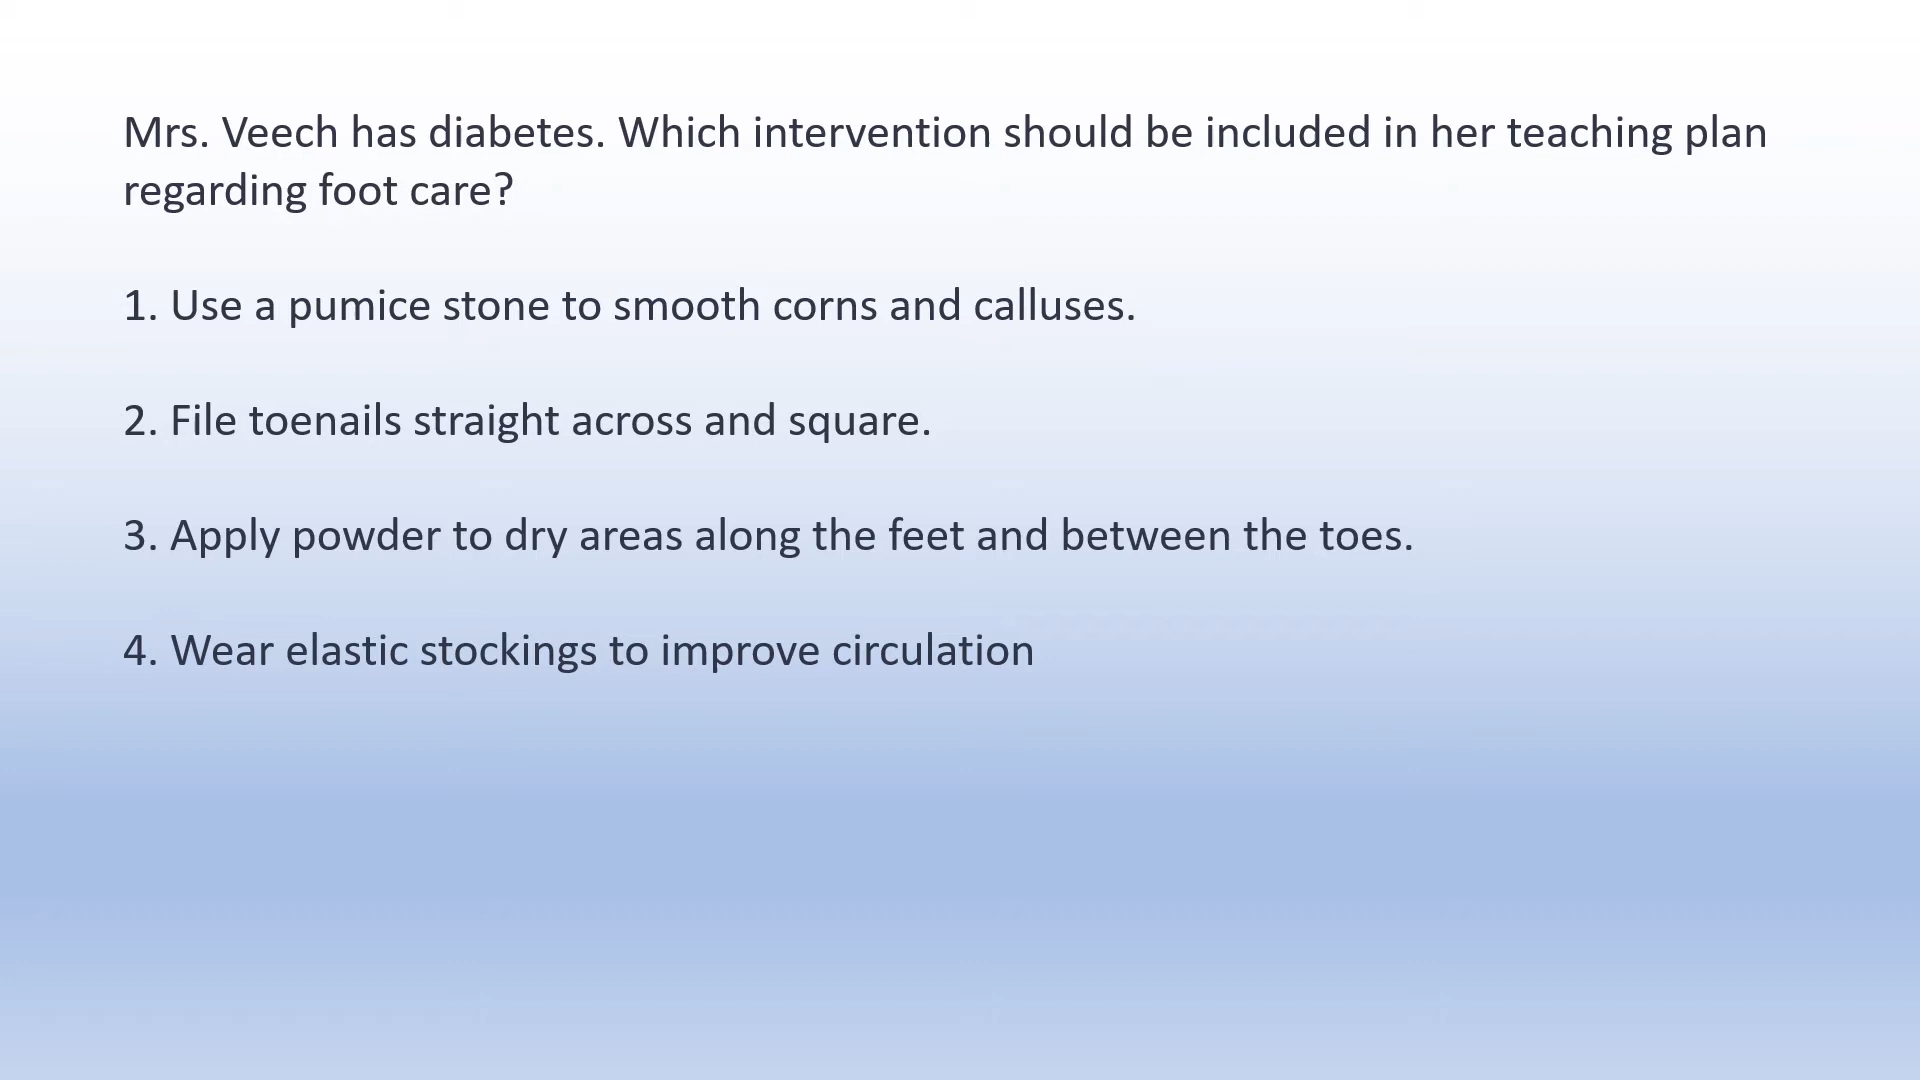 Mrs. Veech has diabetes. Which intervention should be included in her teaching plan
regarding foot care?
1. Use a pumice stone to smooth corns and calluses.
2. File toenails straight across and square.
3. Apply powder to dry areas along the feet and between the toes.
4. Wear elastic stockings to improve circulation